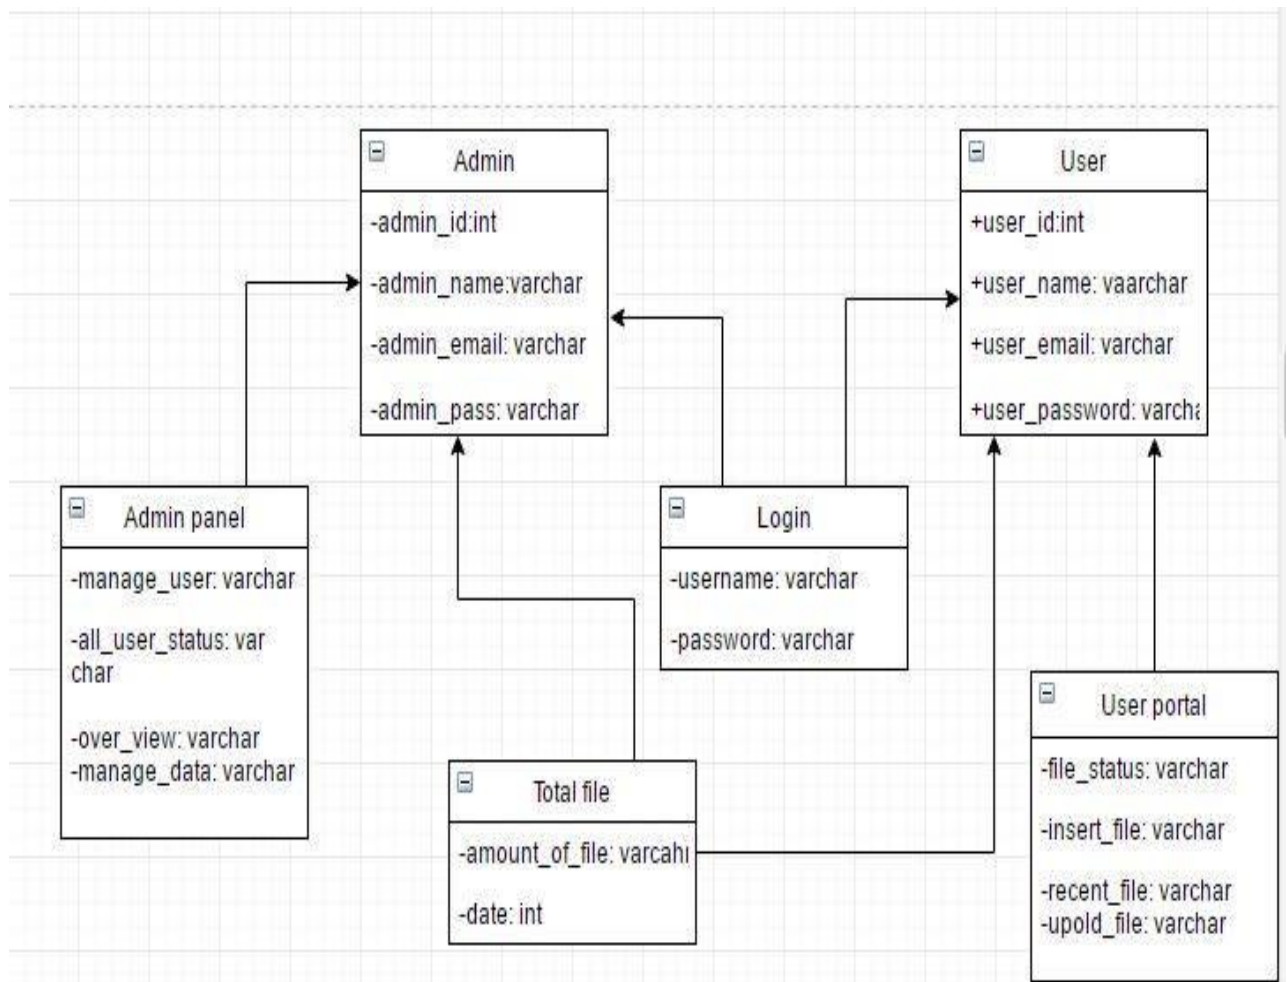 Admin
-admin_id:int
-admin_name:varchar
-admin_email: varchar
-admin_pass: varchar
User
+user_id:int
+user_name: vaarchar
+user_email: varchar
+user_password: varcha
Admin panel
-manage_user: varchar
-all_user_status: var
char
-over_view: varchar
-manage_data: varchar
Login
-username: varchar
-password: varchar
Total file
-amount_of_file: varcahr
-date: int
User portal
-file_status: varchar
-insert_file: varchar
-recent_file: varchar
-upold_file: varchar